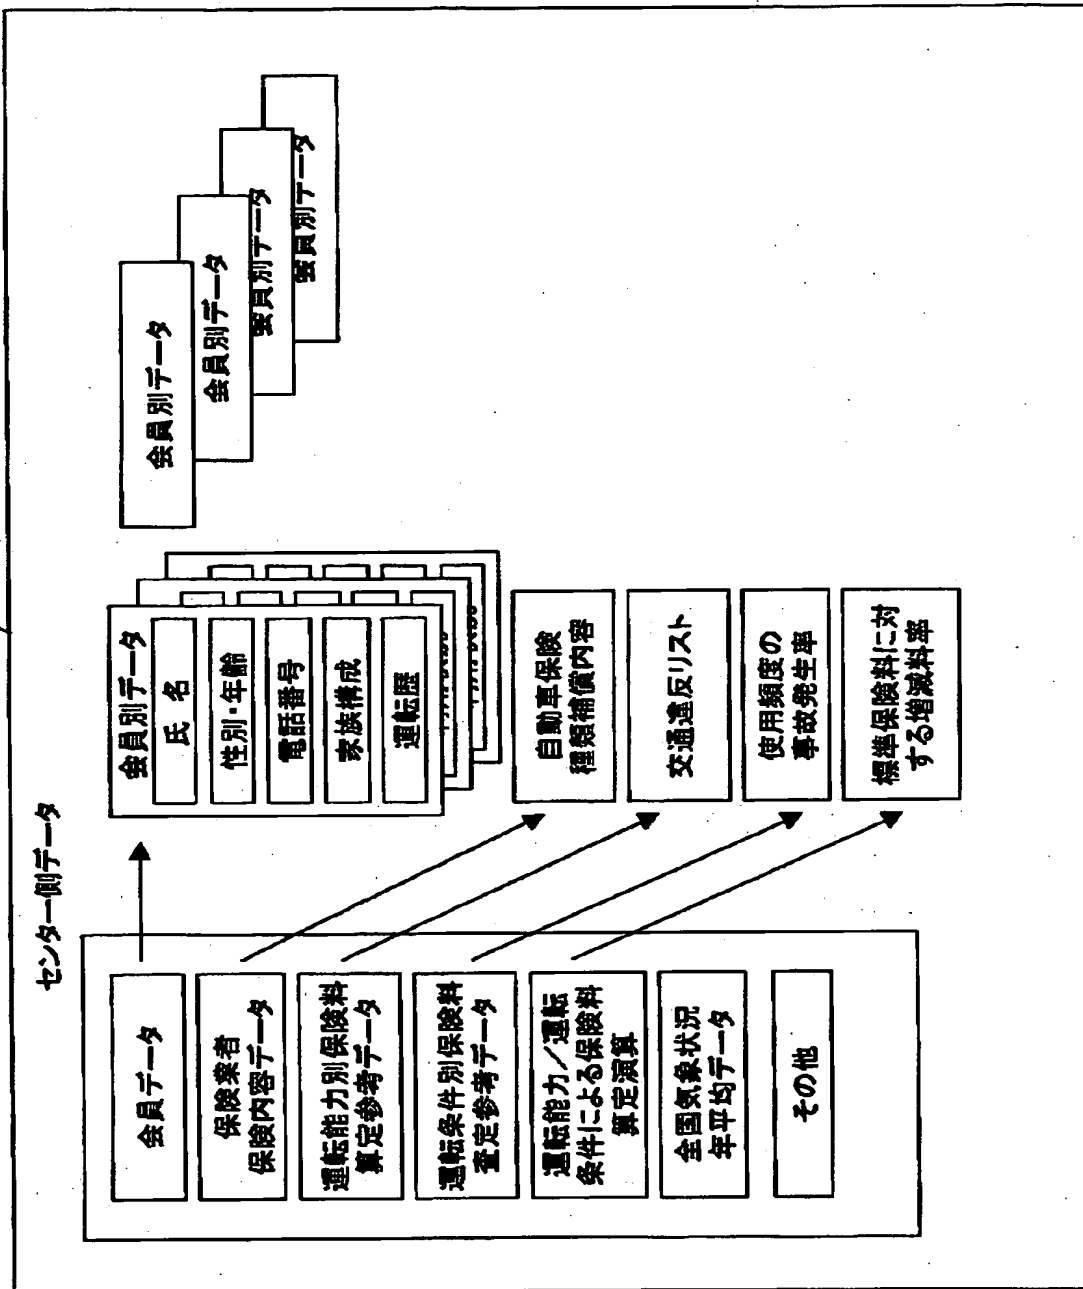 センター側データ
会員データ
保険業者
保険内容データ
運転能力別保険料
算定参考データ
運転条件別保険料
査定参考データ
運転能力／運転
条件による保険料
算定演算
全国気象状況
年平均データ
その他
会員別データ
氏 名
性別・年齢
電話番号
家族構成
運転歴
自動車保険
種類補償内容
交通違反リスト
使用頻度の
事故発生率
標準保険料に対
する増減料率
会員別データ
会員別データ
会員別データ
会員別データ